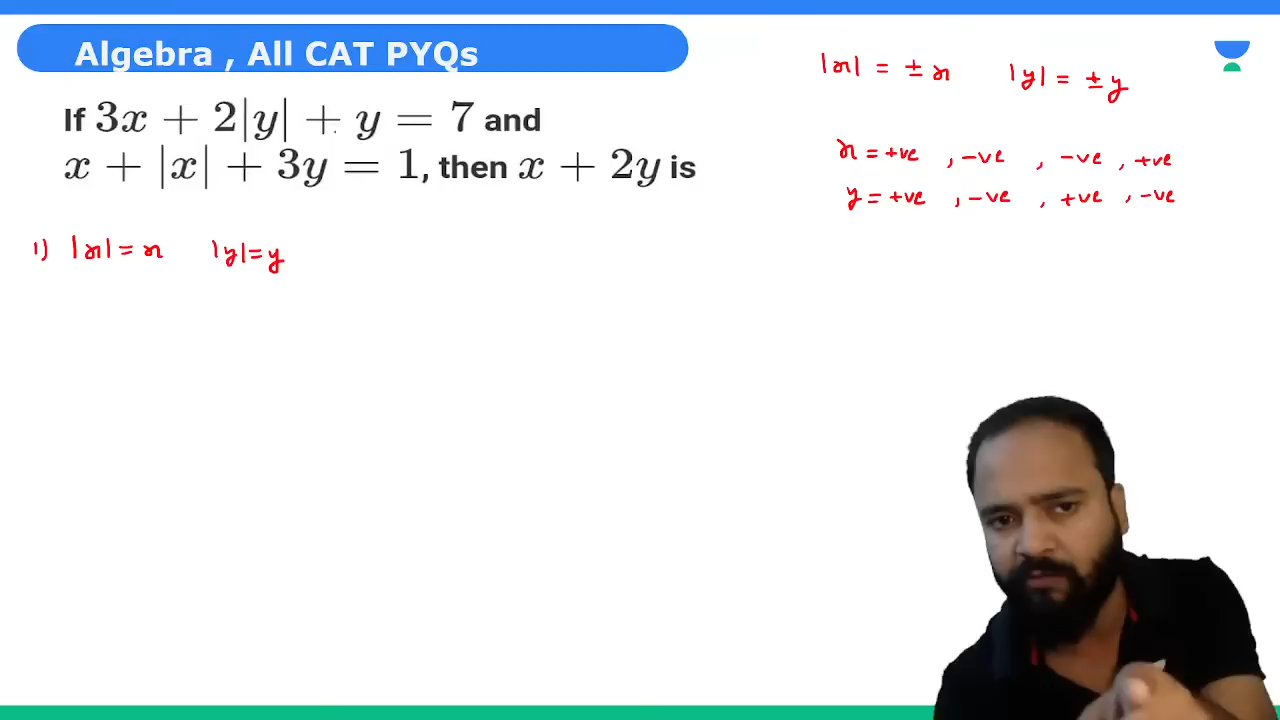 Algebra , All CAT PYQs
If 3x + 2|y| + y = 7 and
x + |x| + 3y = 1, then x + 2y is
|x| = ± x |y| = ± y
x = +ve , -ve , -ve , +ve
y = +ve , -ve , +ve , -ve
1) |x| = x |y| = y